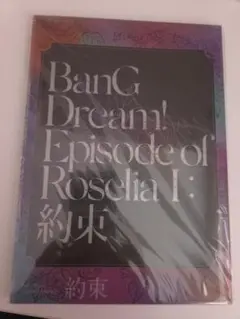 BanG
Dream!
Episode of
Roselia I :
約束
約束